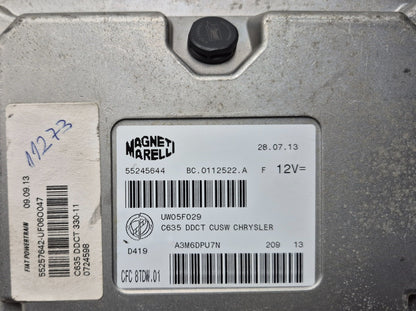 11273
FIAT POWERTRAIN 09.09.13
55257642-UF060047
C635 DDCT 330-11
0724598
MAGNETI
MARELLI
28.07.13
55245644 BC.0112522.A F 12V=
UW05F029
C635 DDCT CUSW CHRYSLER
D419 A3M6DPU7N 209 13
CFC 8TDW.01